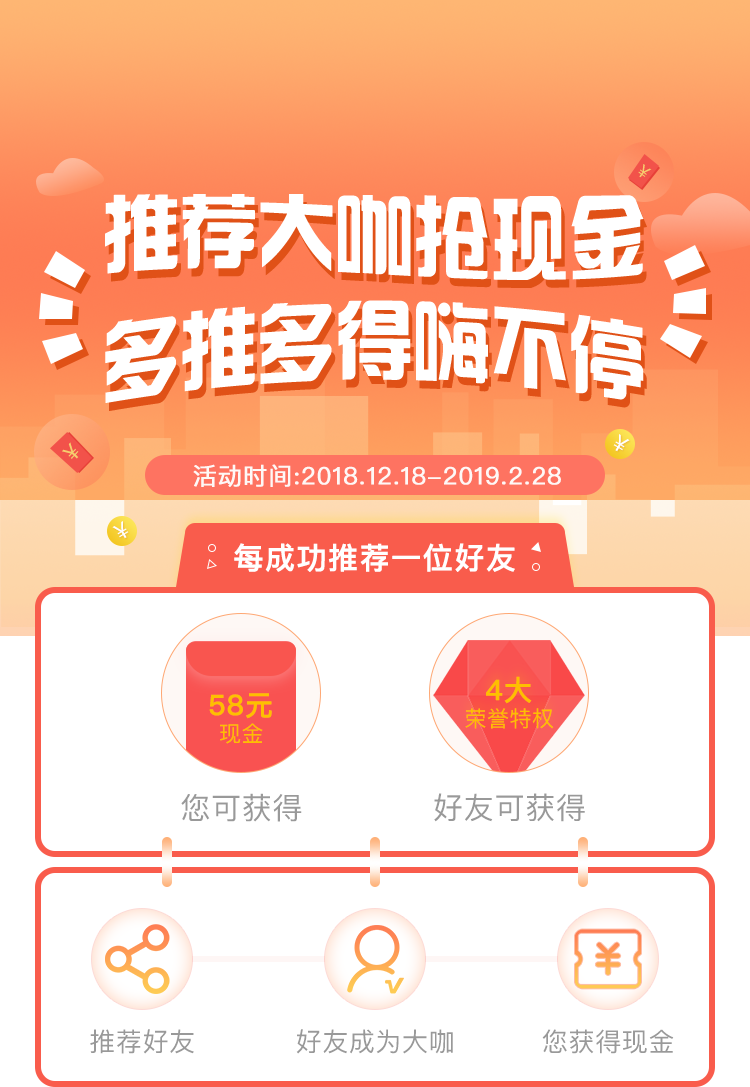 推荐大咖抢现金
多推多得嗨不停
活动时间:2018.12.18-2019.2.28
每成功推荐一位好友
58元
现金
4大
荣誉特权
您可获得
好友可获得
推荐好友
好友成为大咖
您获得现金